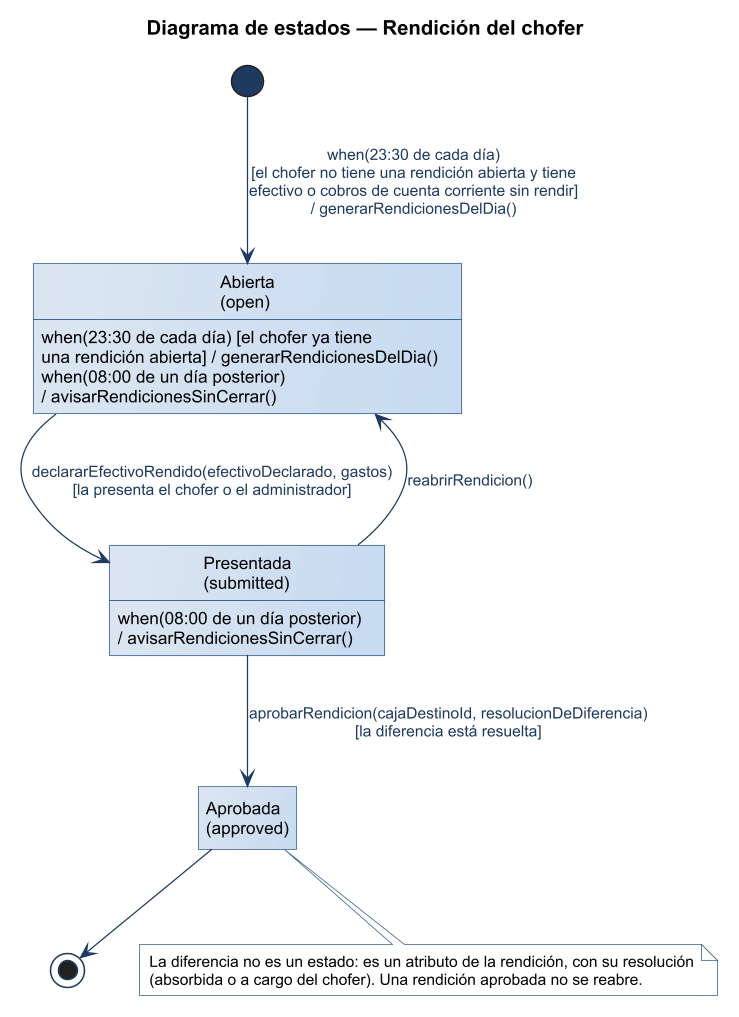 Diagrama de estados — Rendición del chofer
when(23:30 de cada día)
[el chofer no tiene una rendición abierta y tiene
efectivo o cobros de cuenta corriente sin rendir]
/ generarRendicionesDelDia()
Abierta
(open)
when(23:30 de cada día) [el chofer ya tiene
una rendición abierta] / generarRendicionesDelDia()
when(08:00 de un día posterior)
/ avisarRendicionesSinCerrar()
declararEfectivoRendido(efectivoDeclarado, gastos)
[la presenta el chofer o el administrador]
reabrirRendicion()
Presentada
(submitted)
when(08:00 de un día posterior)
/ avisarRendicionesSinCerrar()
aprobarRendicion(cajaDestinoId, resolucionDeDiferencia)
[la diferencia está resuelta]
Aprobada
(approved)
La diferencia no es un estado: es un atributo de la rendición, con su resolución
(absorbida o a cargo del chofer). Una rendición aprobada no se reabre.